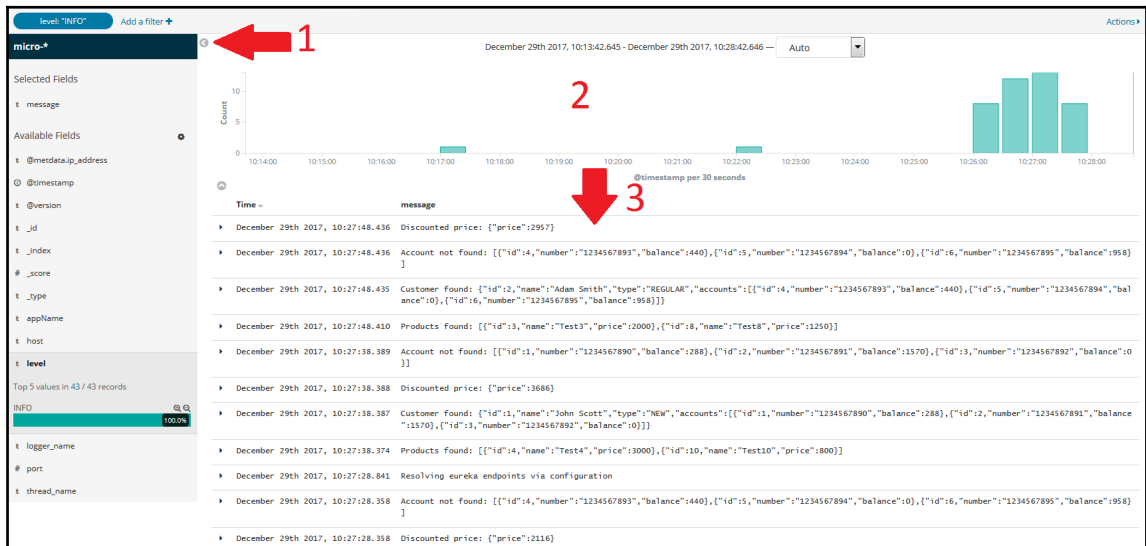 level: "INFO" Add a filter + Actions
micro-*
1
December 29th 2017, 10:13:42.645 - December 29th 2017, 10:28:42.646 — Auto
Selected Fields
t message
Available Fields
t @metdata.ip_address
@timestamp
t @version
t _id
t _index
# _score
t _type
t appName
t host
t level
Top 5 values in 43 / 43 records
INFO
100.0%
t logger_name
# port
t thread_name
2
Count
10
5
0
10:14:00 10:15:00 10:16:00 10:17:00 10:18:00 10:19:00 10:20:00 10:21:00 10:22:00 10:23:00 10:24:00 10:25:00 10:26:00 10:27:00 10:28:00
@timestamp per 30 seconds
3
Time message
December 29th 2017, 10:27:48.436 Discounted price: {"price":2957}
December 29th 2017, 10:27:48.436 Account not found: [{"id":4,"number":"1234567893","balance":440},{"id":5,"number":"1234567894","balance":0},{"id":6,"number":"1234567895","balance":958}
]
December 29th 2017, 10:27:48.435 Customer found: {"id":2,"name":"Adam Smith","type":"REGULAR","accounts":[{"id":4,"number":"1234567893","balance":440},{"id":5,"number":"1234567894","bal
ance":0},{"id":6,"number":"1234567895","balance":958}]}
December 29th 2017, 10:27:48.410 Products found: [{"id":3,"name":"Test3","price":2000},{"id":8,"name":"Test8","price":1250}]
December 29th 2017, 10:27:38.389 Account not found: [{"id":1,"number":"1234567890","balance":288},{"id":2,"number":"1234567891","balance":1570},{"id":3,"number":"1234567892","balance":0
}]
December 29th 2017, 10:27:38.388 Discounted price: {"price":3686}
December 29th 2017, 10:27:38.387 Customer found: {"id":1,"name":"John Scott","type":"NEW","accounts":[{"id":1,"number":"1234567890","balance":288},{"id":2,"number":"1234567891","balance
":1570},{"id":3,"number":"1234567892","balance":0}]}
December 29th 2017, 10:27:38.374 Products found: [{"id":4,"name":"Test4","price":3000},{"id":10,"name":"Test10","price":800}]
December 29th 2017, 10:27:28.841 Resolving eureka endpoints via configuration
December 29th 2017, 10:27:28.358 Account not found: [{"id":4,"number":"1234567893","balance":440},{"id":5,"number":"1234567894","balance":0},{"id":6,"number":"1234567895","balance":958}
]
December 29th 2017, 10:27:28.358 Discounted price: {"price":2116}